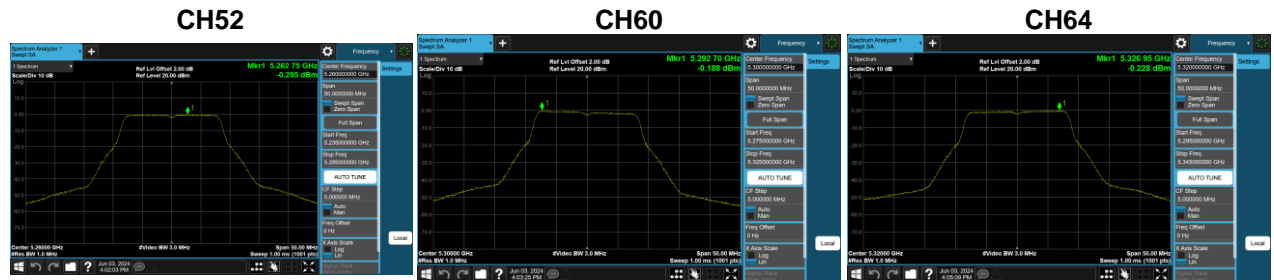 CH52
Spectrum Analyzer 1
Swept SA
Frequency
1 Spectrum
Scale/Div 10 dB
Log
Ref Lvl Offset 2.00 dB
Ref Level 20.00 dBm
Mkr1 5.262 75 GHz
-0.295 dBm
1
Center Frequency
5.260000000 GHz
Settings
Span
50.0000000 MHz
Swept Span
Zero Span
Full Span
Start Freq
5.235000000 GHz
Stop Freq
5.285000000 GHz
AUTO TUNE
CF Step
5.000000 MHz
Auto
Man
Freq Offset
0 Hz
X Axis Scale
Log
Lin
Local
Center 5.26000 GHz
#Res BW 1.0 MHz
#Video BW 3.0 MHz
Span 50.00 MHz
Sweep 1.00 ms (1001 pts)
Jun 03, 2024
4:02:03 PM
CH60
Spectrum Analyzer 1
Swept SA
Frequency
1 Spectrum
Scale/Div 10 dB
Log
Ref Lvl Offset 2.00 dB
Ref Level 20.00 dBm
Mkr1 5.292 70 GHz
-0.188 dBm
1
Center Frequency
5.300000000 GHz
Settings
Span
50.0000000 MHz
Swept Span
Zero Span
Full Span
Start Freq
5.275000000 GHz
Stop Freq
5.325000000 GHz
AUTO TUNE
CF Step
5.000000 MHz
Auto
Man
Freq Offset
0 Hz
X Axis Scale
Log
Lin
Local
Center 5.30000 GHz
#Res BW 1.0 MHz
#Video BW 3.0 MHz
Span 50.00 MHz
Sweep 1.00 ms (1001 pts)
Jun 03, 2024
4:03:25 PM
CH64
Spectrum Analyzer 1
Swept SA
Frequency
1 Spectrum
Scale/Div 10 dB
Log
Ref Lvl Offset 2.00 dB
Ref Level 20.00 dBm
Mkr1 5.326 95 GHz
-0.228 dBm
1
Center Frequency
5.320000000 GHz
Settings
Span
50.0000000 MHz
Swept Span
Zero Span
Full Span
Start Freq
5.295000000 GHz
Stop Freq
5.345000000 GHz
AUTO TUNE
CF Step
5.000000 MHz
Auto
Man
Freq Offset
0 Hz
X Axis Scale
Log
Lin
Local
Center 5.32000 GHz
#Res BW 1.0 MHz
#Video BW 3.0 MHz
Span 50.00 MHz
Sweep 1.00 ms (1001 pts)
Jun 03, 2024
4:05:09 PM